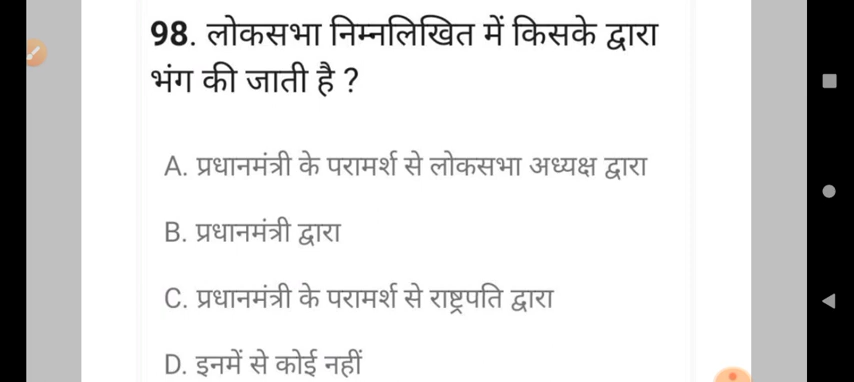 98. लोकसभा निम्नलिखित में किसके द्वारा
भंग की जाती है ?
A. प्रधानमंत्री के परामर्श से लोकसभा अध्यक्ष द्वारा
B. प्रधानमंत्री द्वारा
C. प्रधानमंत्री के परामर्श से राष्ट्रपति द्वारा
D. इनमें से कोई नहीं